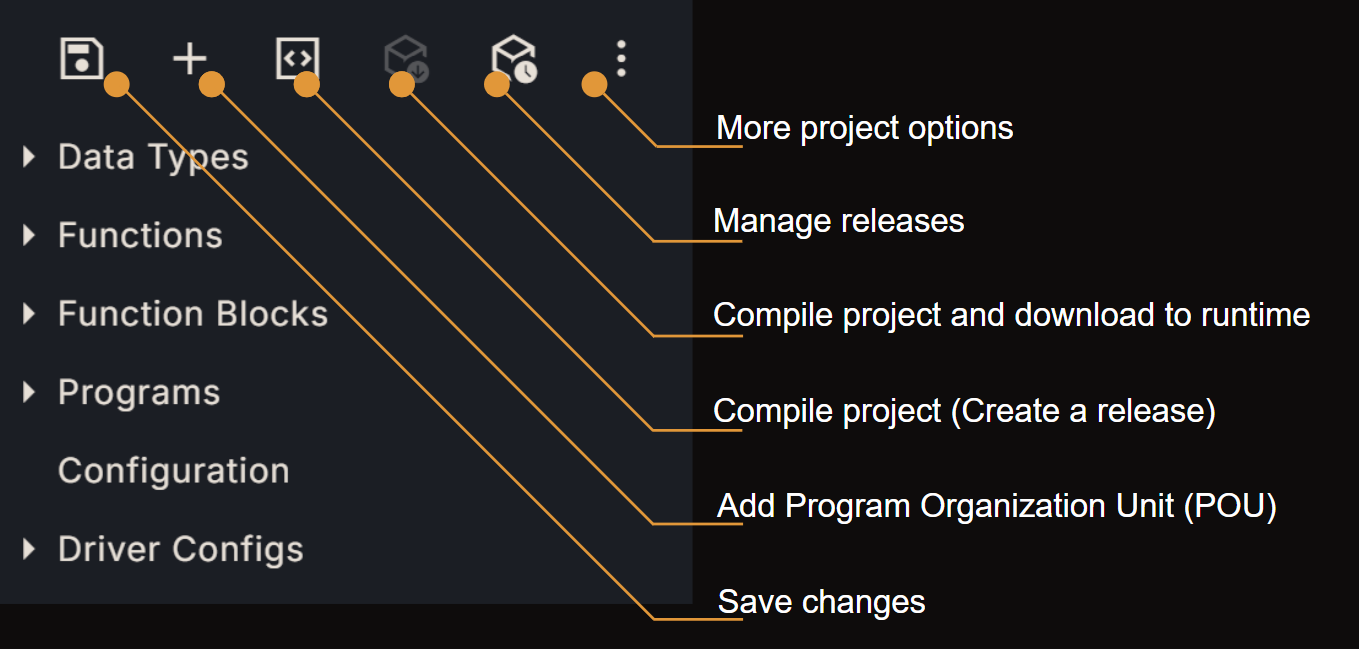 Data Types
Functions
Function Blocks
Programs
Configuration
Driver Configs
More project options
Manage releases
Compile project and download to runtime
Compile project (Create a release)
Add Program Organization Unit (POU)
Save changes